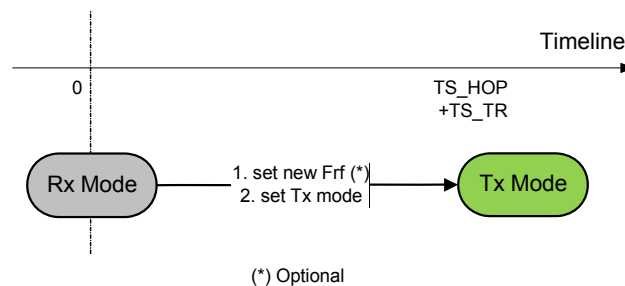 Timeline
0
TS_HOP
+TS_TR
Rx Mode
1. set new Frf (*)
2. set Tx mode
Tx Mode
(*) Optional